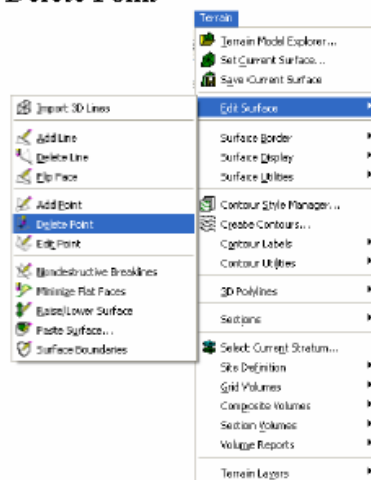 Delete Point
Terrain
Terrain Model Explorer...
Set Current Surface...
Save Current Surface
Edit Surface
Surface Border
Surface Display
Surface Utilities
Contour Style Manager...
Create Contours...
Contour Labels
Contour Utilities
3D Polylines
Sections
Select Current Stratum...
Site Definition
Grid Volumes
Composite Volumes
Section Volumes
Volume Reports
Terrain Layers
Import 3D Lines
Add Line
Delete Line
Flip Face
Add Point
Delete Point
Edit Point
Nondestructive Breaklines
Minimize Flat Faces
Raise/Lower Surface
Paste Surface...
Surface Boundaries